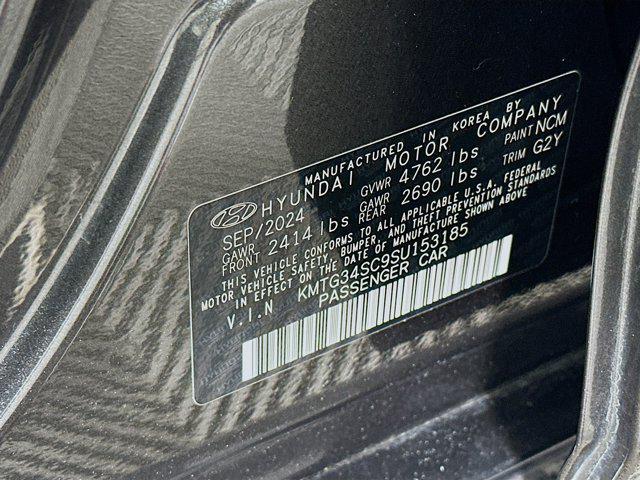 MANUFACTURED IN KOREA BY
HYUNDAI MOTOR COMPANY
SEP/2024 GVWR 4762 lbs PAINT NCM
GAWR FRONT 2414 lbs GAWR REAR 2690 lbs TRIM G2Y
THIS VEHICLE CONFORMS TO ALL APPLICABLE U.S.A. FEDERAL
MOTOR VEHICLE SAFETY, BUMPER, AND THEFT PREVENTION STANDARDS
IN EFFECT ON THE DATE OF MANUFACTURE SHOWN ABOVE
V.I.N KMTG34SC9SU153185
PASSENGER CAR